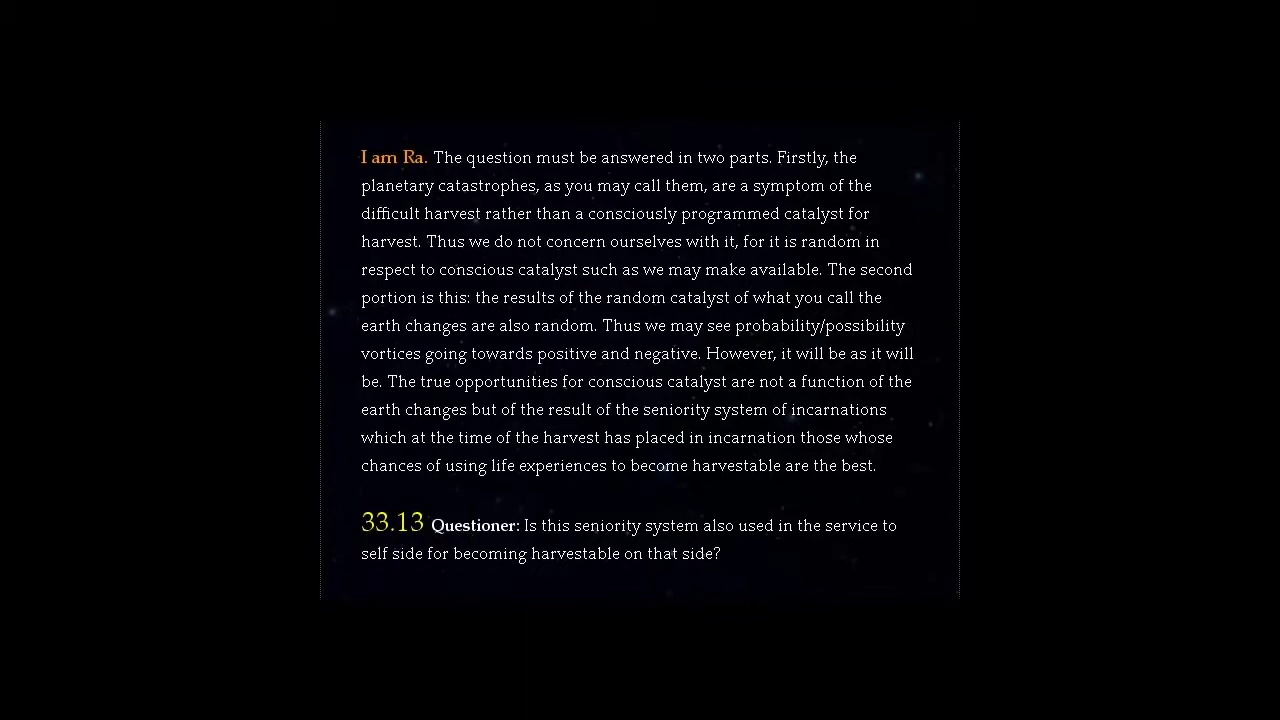 I am Ra. The question must be answered in two parts. Firstly, the
planetary catastrophes, as you may call them, are a symptom of the
difficult harvest rather than a consciously programmed catalyst for
harvest. Thus we do not concern ourselves with it, for it is random in
respect to conscious catalyst such as we may make available. The second
portion is this: the results of the random catalyst of what you call the
earth changes are also random. Thus we may see probability/possibility
vortices going towards positive and negative. However, it will be as it will
be. The true opportunities for conscious catalyst are not a function of the
earth changes but of the result of the seniority system of incarnations
which at the time of the harvest has placed in incarnation those whose
chances of using life experiences to become harvestable are the best.
33.13 Questioner: Is this seniority system also used in the service to
self side for becoming harvestable on that side?